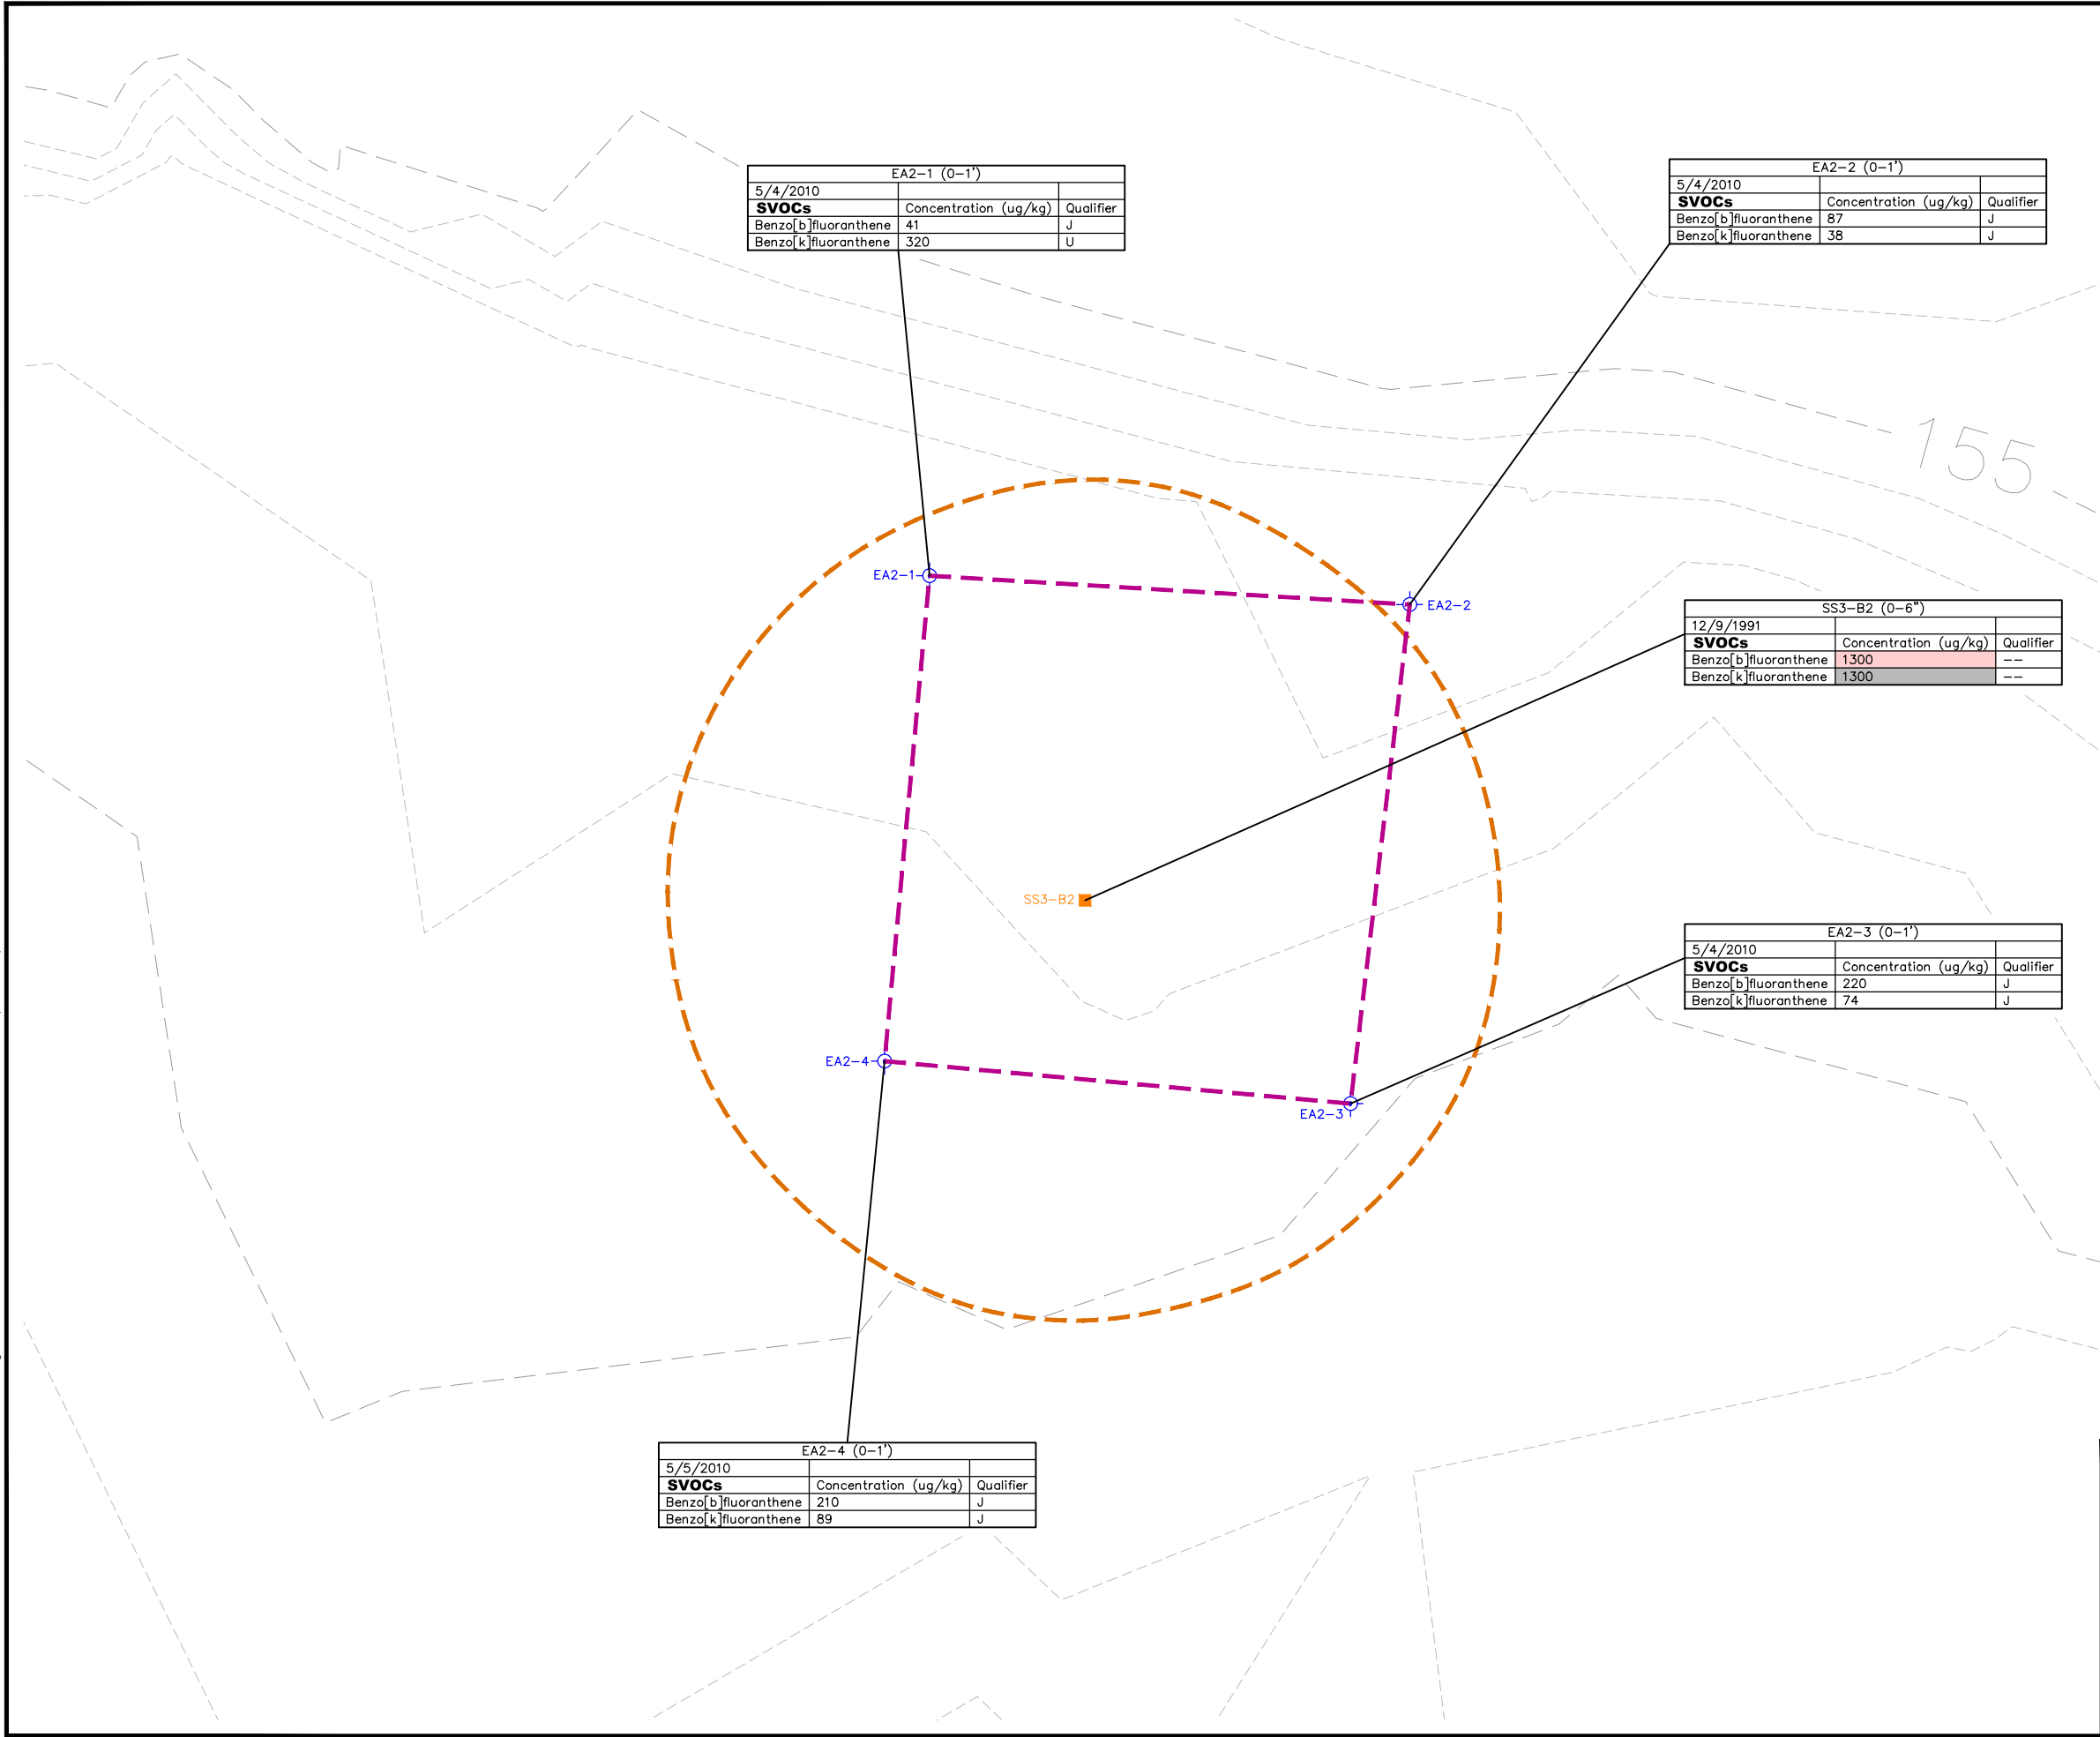 EA2-1 (0-1')
5/4/2010
SVOCs Concentration (ug/kg) Qualifier
Benzo[b]fluoranthene 41 J
Benzo[k]fluoranthene 320 U
EA2-2 (0-1')
5/4/2010
SVOCs Concentration (ug/kg) Qualifier
Benzo[b]fluoranthene 87 J
Benzo[k]fluoranthene 38 J
155
EA2-1
EA2-2
SS3-B2 (0-6")
12/9/1991
SVOCs Concentration (ug/kg) Qualifier
Benzo[b]fluoranthene 1300 --
Benzo[k]fluoranthene 1300 --
SS3-B2
EA2-3 (0-1')
5/4/2010
SVOCs Concentration (ug/kg) Qualifier
Benzo[b]fluoranthene 220 J
Benzo[k]fluoranthene 74 J
EA2-4
EA2-3
EA2-4 (0-1')
5/5/2010
SVOCs Concentration (ug/kg) Qualifier
Benzo[b]fluoranthene 210 J
Benzo[k]fluoranthene 89 J